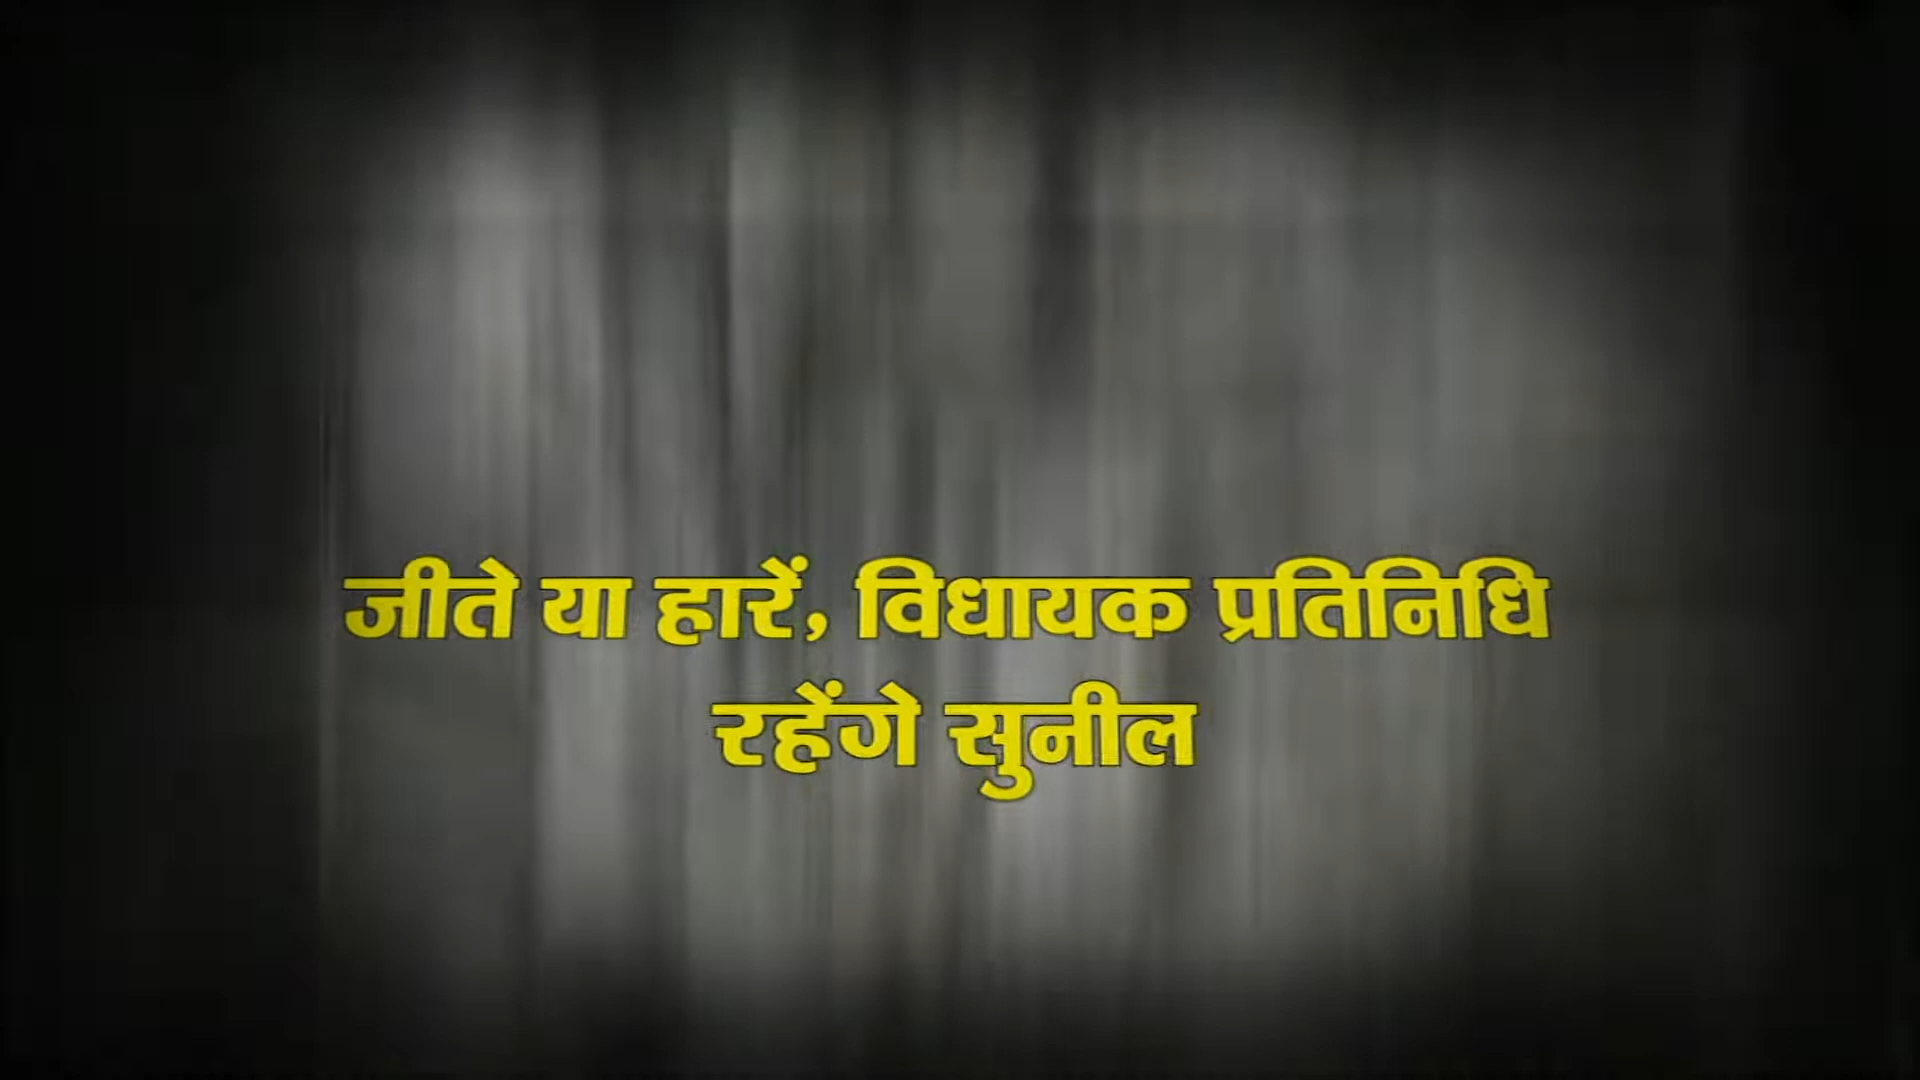 जीते या हारें, विधायक प्रतिनिधि
रहेंगे सुनील